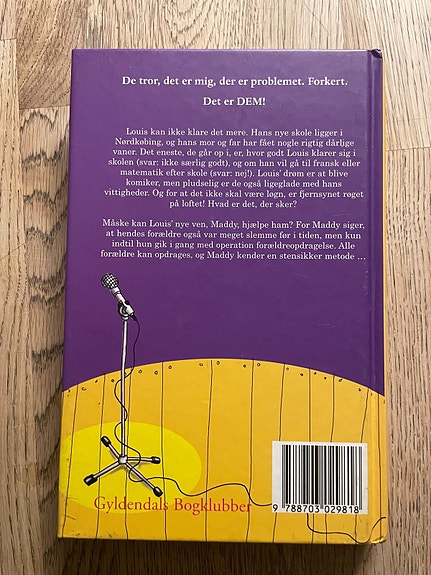 De tror, det er mig, der er problemet. Forkert.
Det er DEM!
Louis kan ikke klare det mere. Hans nye skole ligger i
Nørdkøbing, og hans mor og far har fået nogle rigtig dårlige
vaner. Det eneste, de går op i, er, hvor godt Louis klarer sig i
skolen (svar: ikke særlig godt), og om han vil gå til fransk eller
matematik efter skole (svar: nej!). Louis' drøm er at blive
komiker, men pludselig er de også ligeglade med hans
vittigheder. Og for at det ikke skal være løgn, er fjernsynet røget
på loftet! Hvad er det, der sker?
Måske kan Louis' nye ven, Maddy, hjælpe ham? For Maddy siger,
at hendes forældre også var meget slemme før i tiden, men kun
indtil hun gik i gang med operation forældreopdragelse. Alle
forældre kan opdrages, og Maddy kender en stensikker metode ...
Gyldendals Bogklubber
9 788703 029818